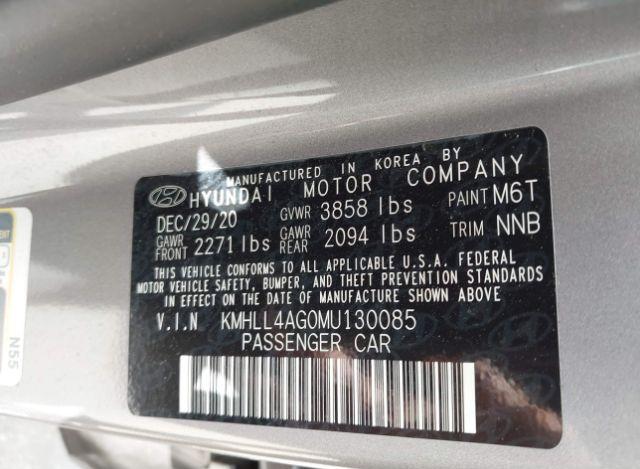 MANUFACTURED IN KOREA BY
HYUNDAI MOTOR COMPANY
DEC/29/20 GVWR 3858 lbs PAINT M6T
GAWR FRONT 2271 lbs GAWR REAR 2094 lbs TRIM NNB
THIS VEHICLE CONFORMS TO ALL APPLICABLE U.S.A. FEDERAL
MOTOR VEHICLE SAFETY, BUMPER, AND THEFT PREVENTION STANDARDS
IN EFFECT ON THE DATE OF MANUFACTURE SHOWN ABOVE
V.I.N KMHLL4AG0MU130085
PASSENGER CAR
N55